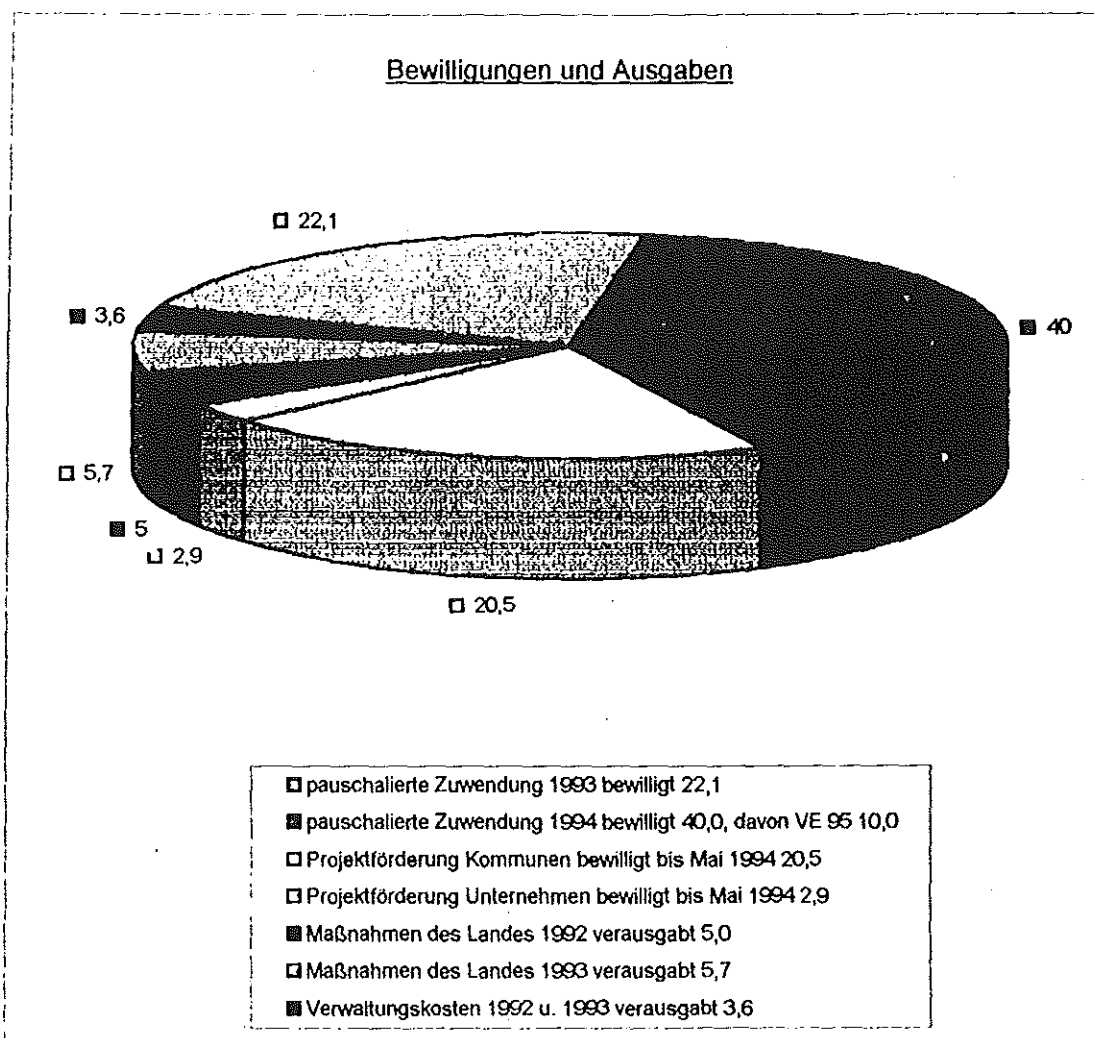 Bewilligungen und Ausgaben
22,1
3,6
40
5,7
5
2,9
20,5
pauschalierte Zuwendung 1993 bewilligt 22,1
pauschalierte Zuwendung 1994 bewilligt 40,0, davon VE 95 10,0
Projektförderung Kommunen bewilligt bis Mai 1994 20,5
Projektförderung Unternehmen bewilligt bis Mai 1994 2,9
Maßnahmen des Landes 1992 verausgabt 5,0
Maßnahmen des Landes 1993 verausgabt 5,7
Verwaltungskosten 1992 u. 1993 verausgabt 3,6